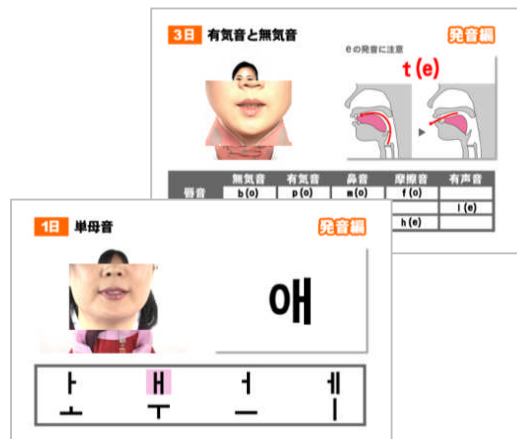 3日 有気音と無気音 発音編
eの発音に注意
t(e)
無気音 有気音 鼻音 摩擦音 有声音
唇音 b(o) p(o) m(o) f(o)
l(e)
h(e)
1日 単母音 発音編
애
ㅏ ㅐ ㅓ ㅔ
ㅗ ㅜ ㅡ ㅣ